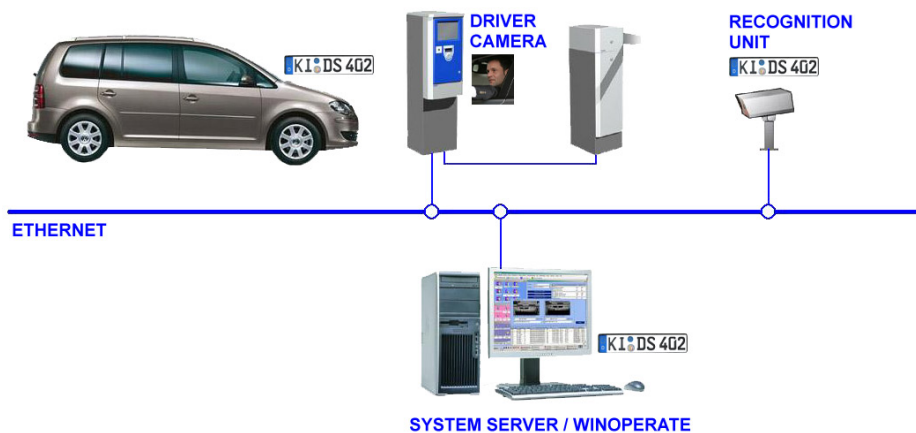 KI DS 402
DRIVER
CAMERA
RECOGNITION
UNIT
KI DS 402
ETHERNET
KI DS 402
SYSTEM SERVER / WINOPERATE